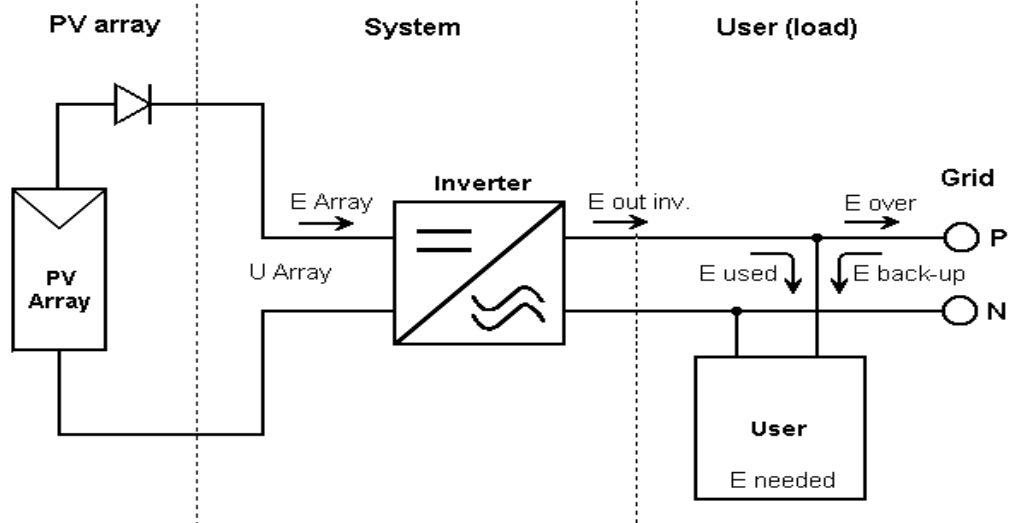 PV array
System
User (load)
Inverter
Grid
E Array
E out inv.
E over
P
U Array
E used
E back-up
PV
Array
N
User
E needed